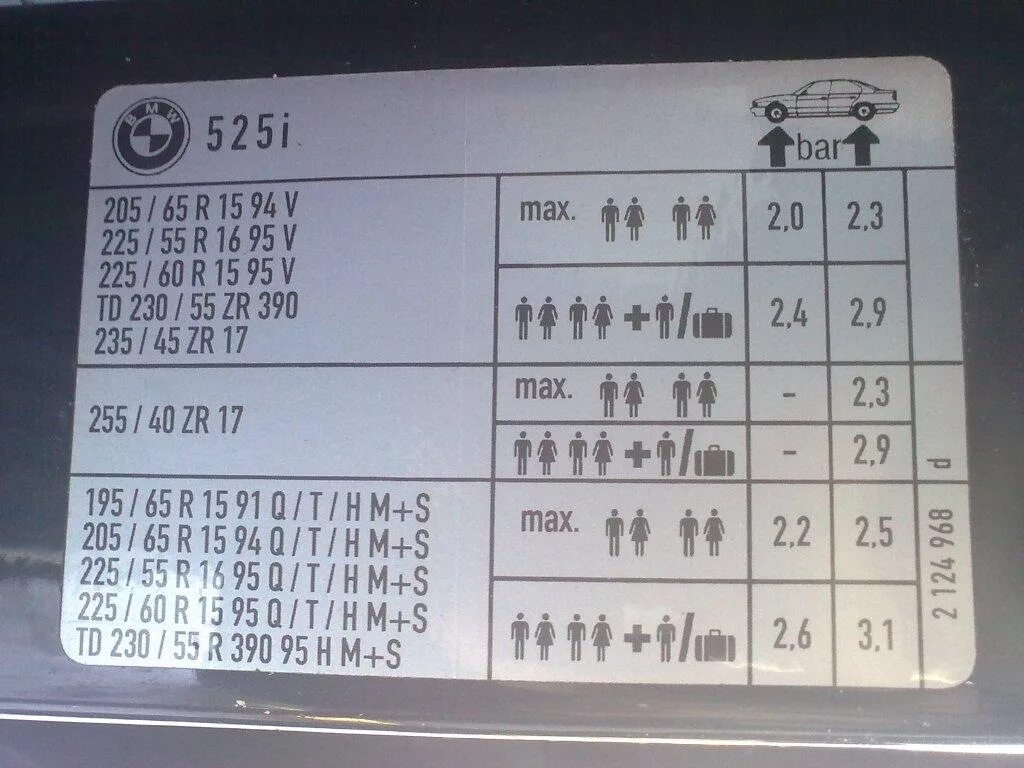 BMW
525i
bar
205 / 65 R 15 94 V
225 / 55 R 16 95 V
225 / 60 R 15 95 V
TD 230 / 55 ZR 390
235 / 45 ZR 17
max. 2,0 2,3
+ / 2,4 2,9
255 / 40 ZR 17
max. - 2,3
+ / - 2,9
195 / 65 R 15 91 Q / T / H M+S
205 / 65 R 15 94 Q / T / H M+S
225 / 55 R 16 95 Q / T / H M+S
225 / 60 R 15 95 Q / T / H M+S
TD 230 / 55 R 390 95 H M+S
max. 2,2 2,5
+ / 2,6 3,1
2 124 968 d